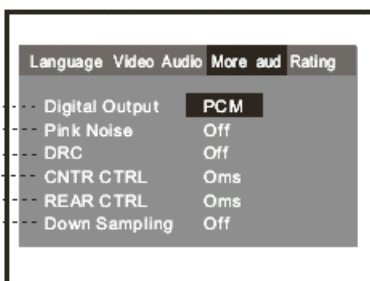 Language Video Audio More aud Rating
Digital Output PCM
Pink Noise Off
DRC Off
CNTR CTRL Oms
REAR CTRL Oms
Down Sampling Off